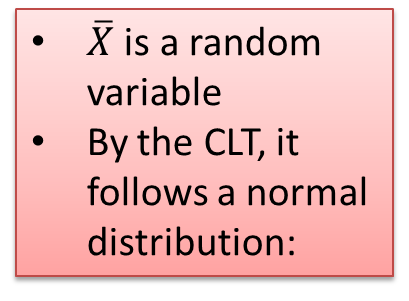 • X̄ is a random
variable
• By the CLT, it
follows a normal
distribution: